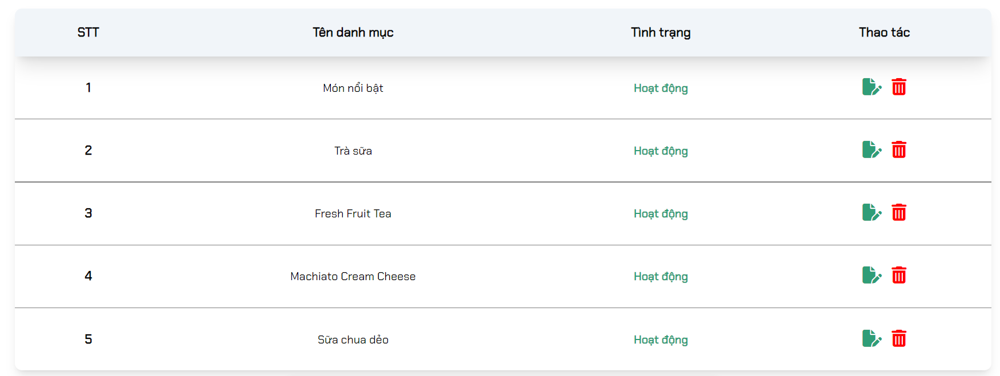 STT Tên danh mục Tình trạng Thao tác
1 Món nổi bật Hoạt động
2 Trà sữa Hoạt động
3 Fresh Fruit Tea Hoạt động
4 Machiato Cream Cheese Hoạt động
5 Sữa chua dẻo Hoạt động